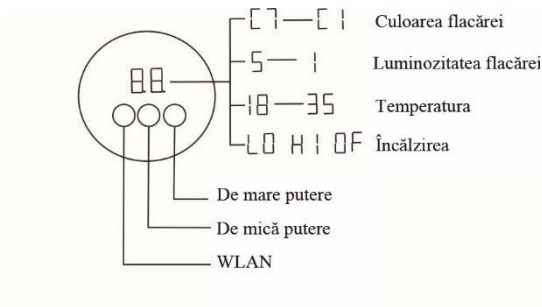 C7—C1 Culoarea flacărei
88
5— 1 Luminozitatea flacărei
18—35 Temperatura
LO HI OF Încălzirea
De mare putere
De mică putere
WLAN